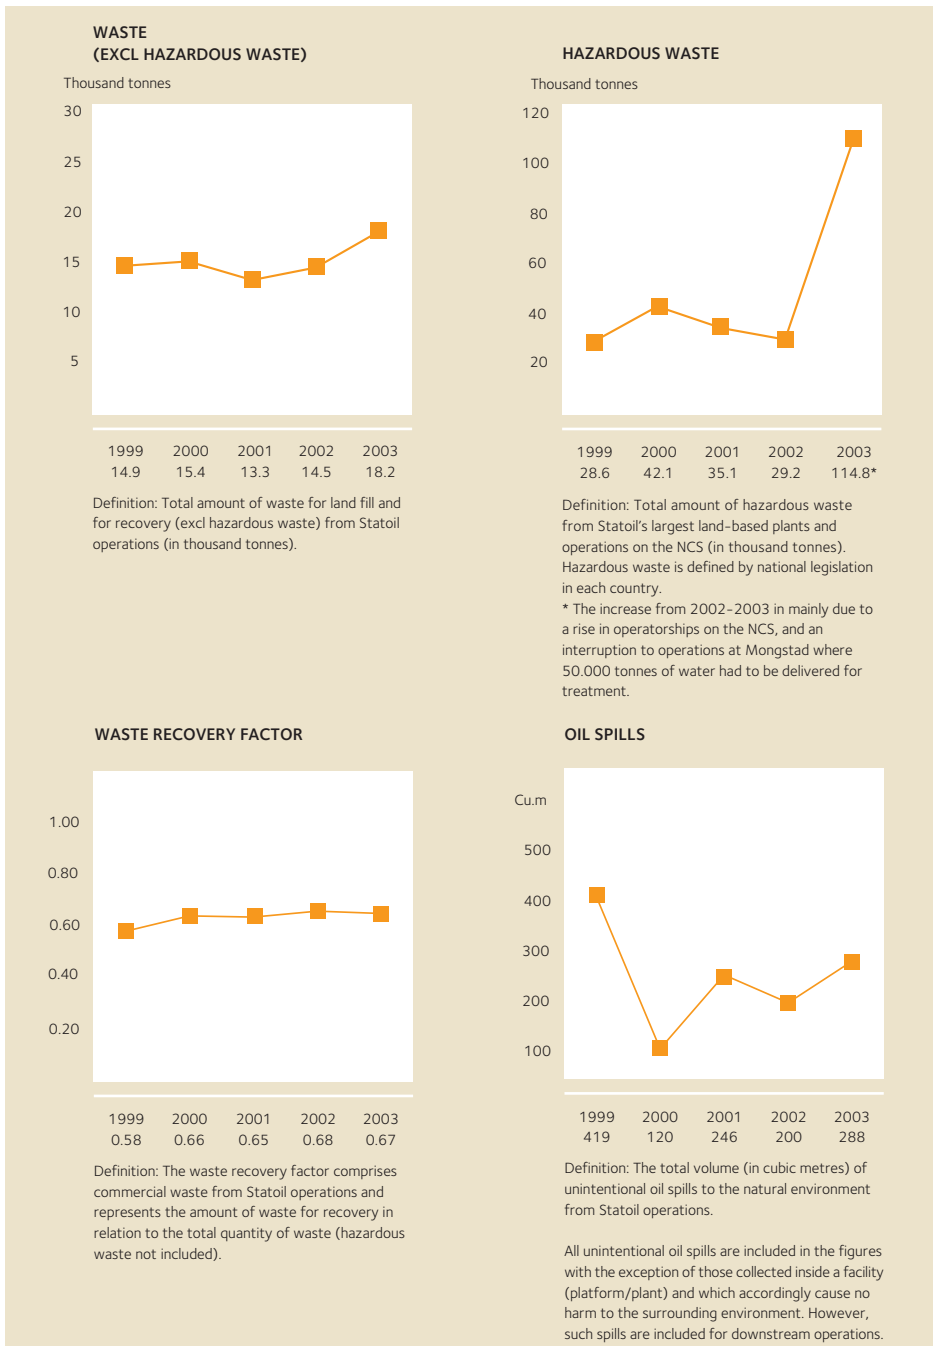 WASTE
(EXCL HAZARDOUS WASTE)
Thousand tonnes
30
25
20
15
10
5
1999 2000 2001 2002 2003
14.9 15.4 13.3 14.5 18.2
Definition: Total amount of waste for land fill and
for recovery (excl hazardous waste) from Statoil
operations (in thousand tonnes).
HAZARDOUS WASTE
Thousand tonnes
120
100
80
60
40
20
1999 2000 2001 2002 2003
28.6 42.1 35.1 29.2 114.8*
Definition: Total amount of hazardous waste
from Statoil's largest land-based plants and
operations on the NCS (in thousand tonnes).
Hazardous waste is defined by national legislation
in each country.
* The increase from 2002-2003 in mainly due to
a rise in operatorships on the NCS, and an
interruption to operations at Mongstad where
50.000 tonnes of water had to be delivered for
treatment.
WASTE RECOVERY FACTOR
1.00
0.80
0.60
0.40
0.20
1999 2000 2001 2002 2003
0.58 0.66 0.65 0.68 0.67
Definition: The waste recovery factor comprises
commercial waste from Statoil operations and
represents the amount of waste for recovery in
relation to the total quantity of waste (hazardous
waste not included).
OIL SPILLS
Cu.m
500
400
300
200
100
1999 2000 2001 2002 2003
419 120 246 200 288
Definition: The total volume (in cubic metres) of
unintentional oil spills to the natural environment
from Statoil operations.
All unintentional oil spills are included in the figures
with the exception of those collected inside a facility
(platform/plant) and which accordingly cause no
harm to the surrounding environment. However,
such spills are included for downstream operations.